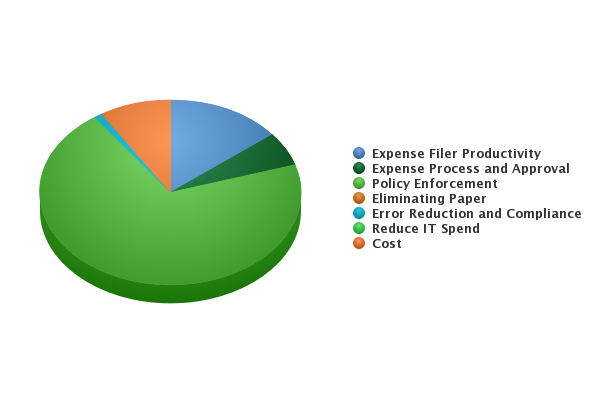 Expense Filer Productivity
Expense Process and Approval
Policy Enforcement
Eliminating Paper
Error Reduction and Compliance
Reduce IT Spend
Cost